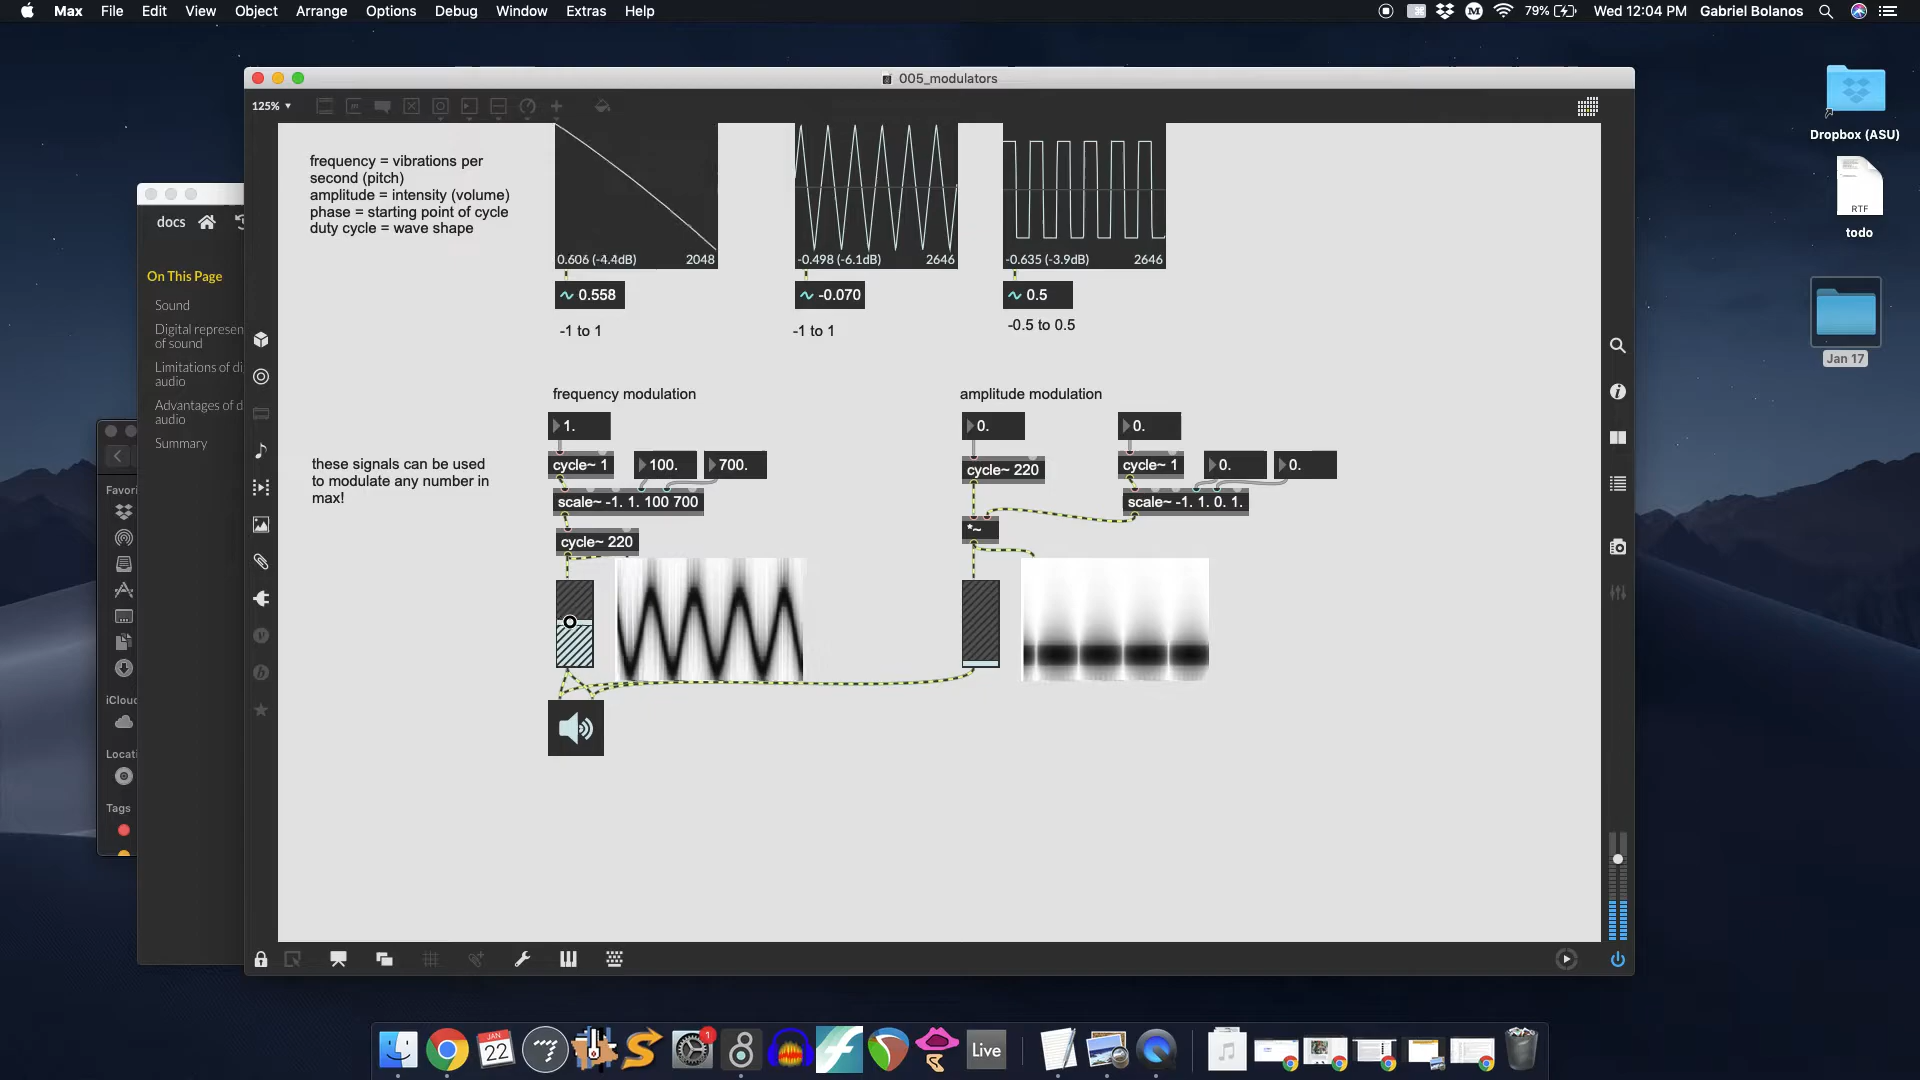 Max File Edit View Object Arrange Options Debug Window Extras Help
79% Wed 12:04 PM Gabriel Bolanos
005_modulators
125%
frequency = vibrations per
second (pitch)
amplitude = intensity (volume)
phase = starting point of cycle
duty cycle = wave shape
0.606 (-4.4dB) 2048
-0.498 (-6.1dB) 2646
-0.635 (-3.9dB) 2646
0.558
-0.070
0.5
-1 to 1
-1 to 1
-0.5 to 0.5
frequency modulation
amplitude modulation
1.
0.
0.
cycle~ 1
100.
700.
cycle~ 220
cycle~ 1
0.
0.
these signals can be used
to modulate any number in
max!
scale~ -1. 1. 100 700
scale~ -1. 1. 0. 1.
*~
cycle~ 220
docs
On This Page
Sound
Digital represen
of sound
Limitations of di
audio
Advantages of d
audio
Summary
Favori
iCloud
Locati
Tags
Dropbox (ASU)
RTF
todo
Jan 17
JAN
22
1
8
Live